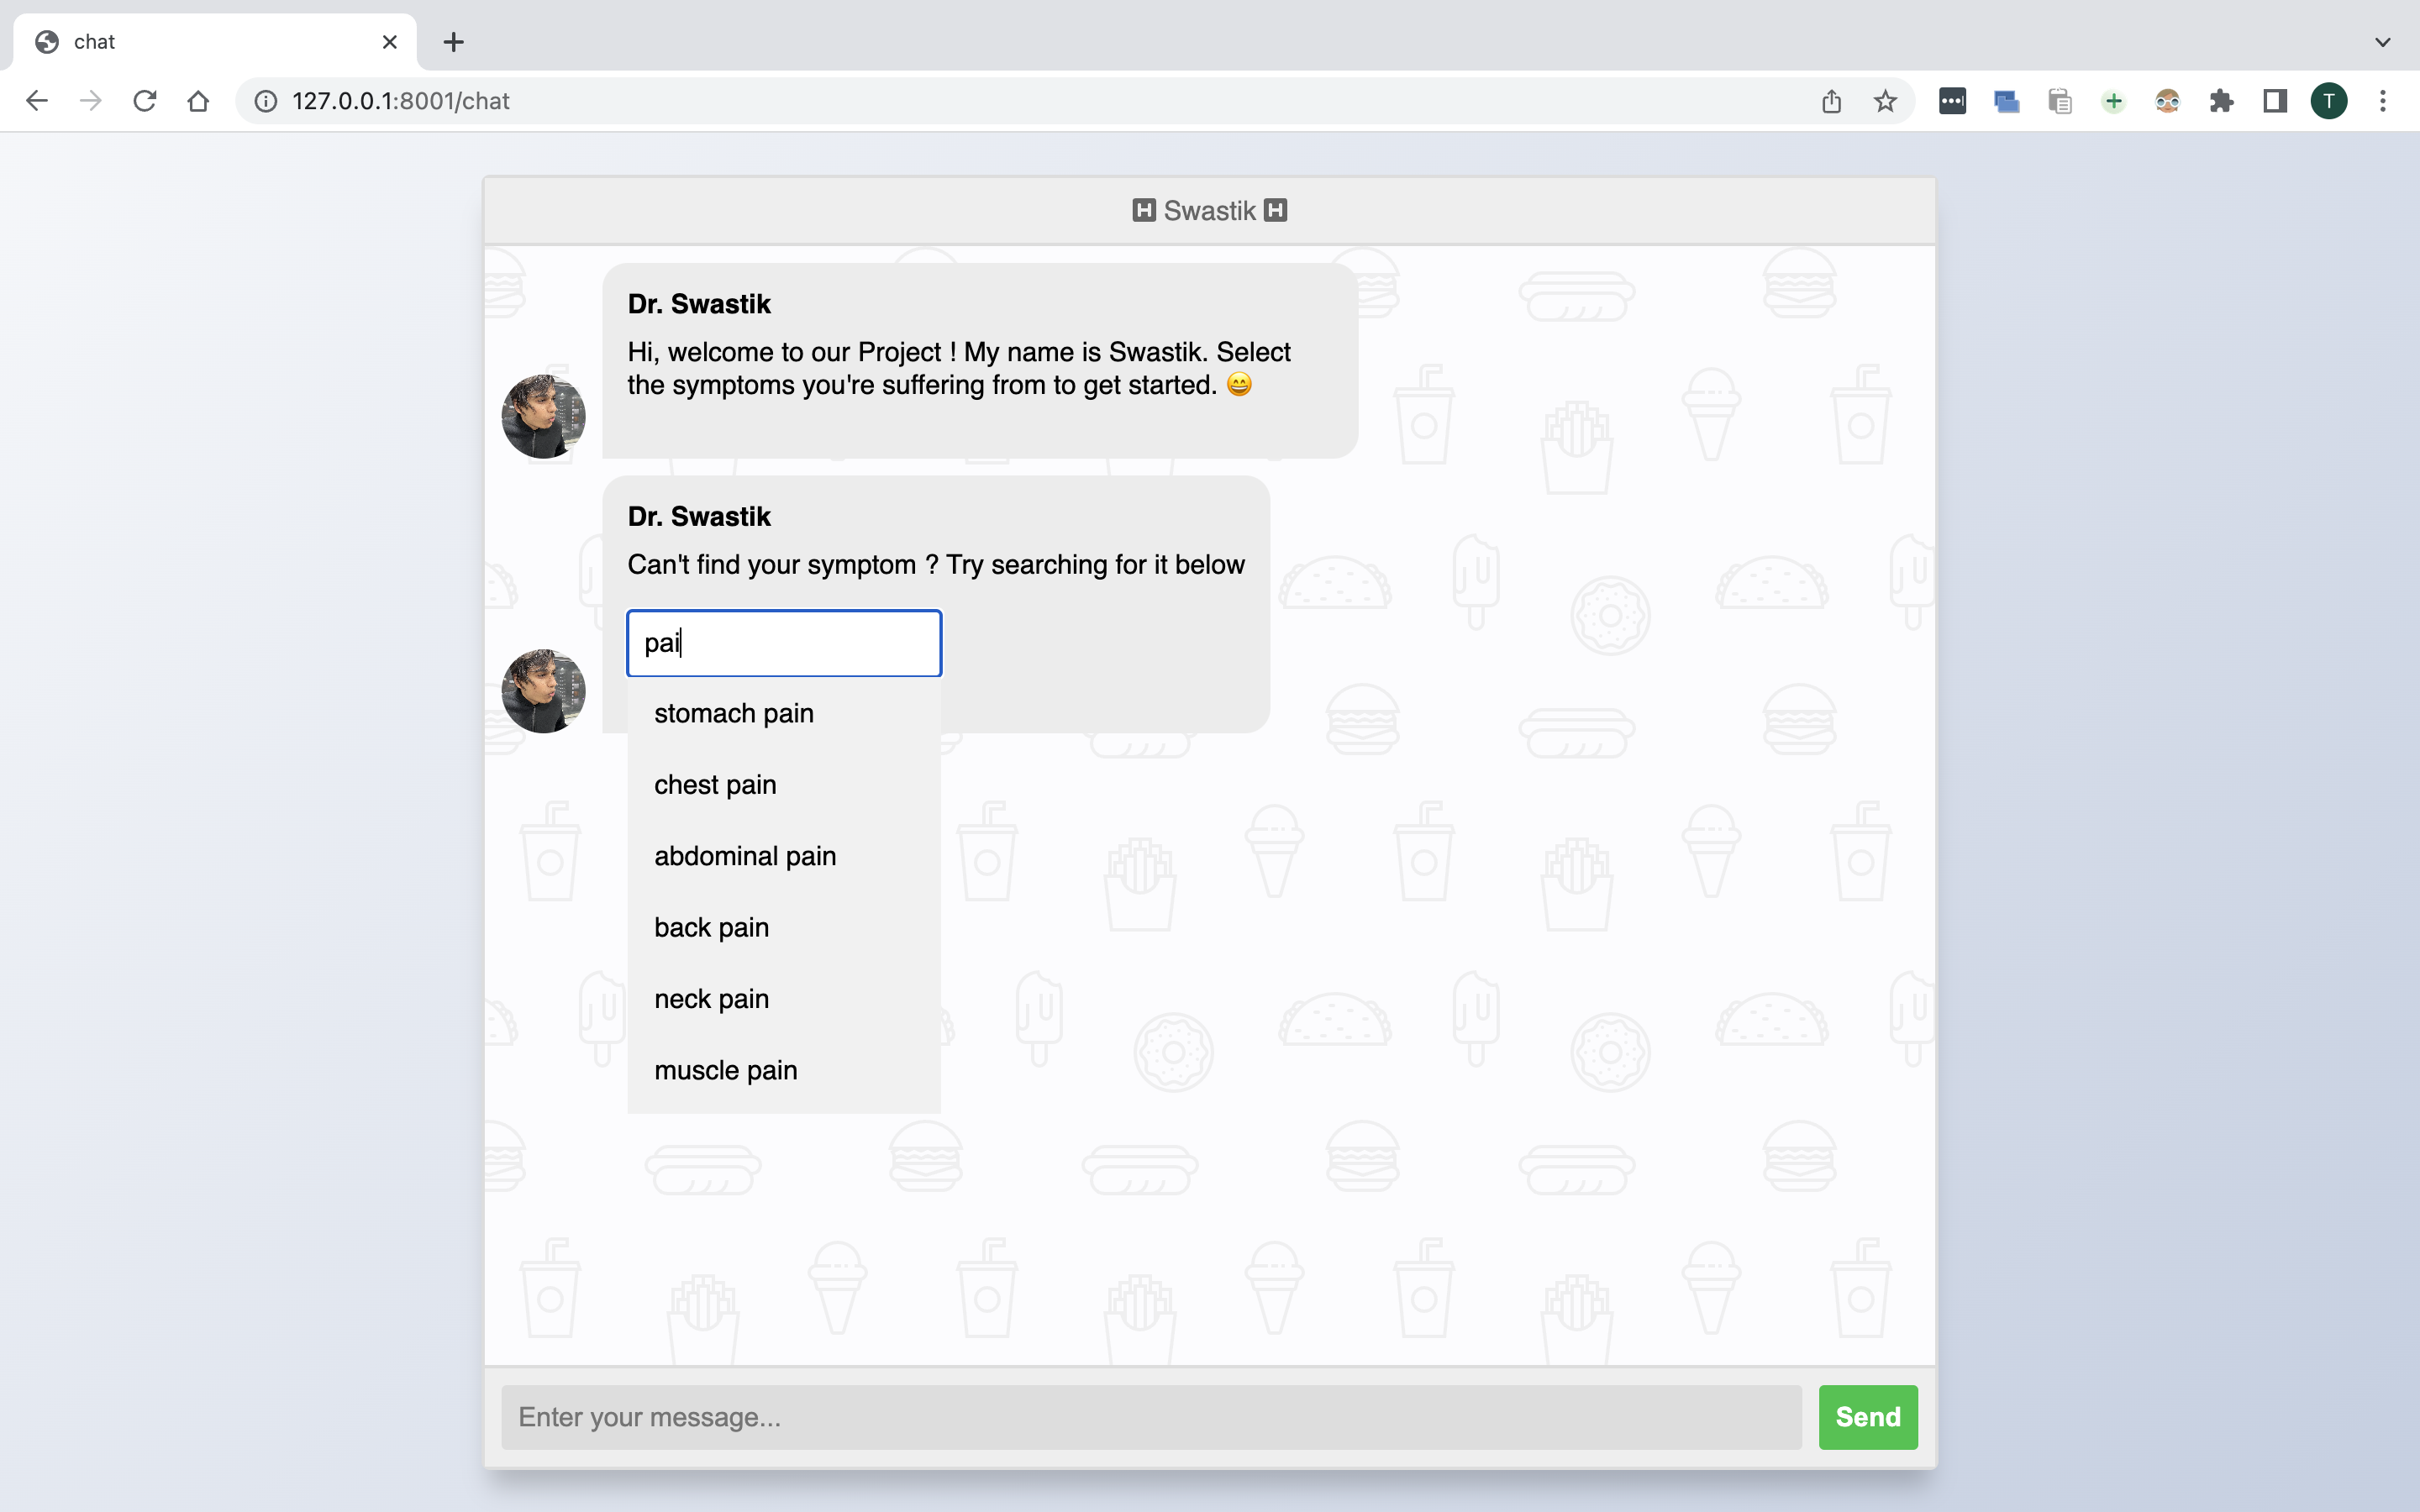 chat
127.0.0.1:8001/chat
T
H Swastik H
Dr. Swastik
Hi, welcome to our Project ! My name is Swastik. Select
the symptoms you're suffering from to get started. 😄
Dr. Swastik
Can't find your symptom ? Try searching for it below
pai
stomach pain
chest pain
abdominal pain
back pain
neck pain
muscle pain
Enter your message...
Send